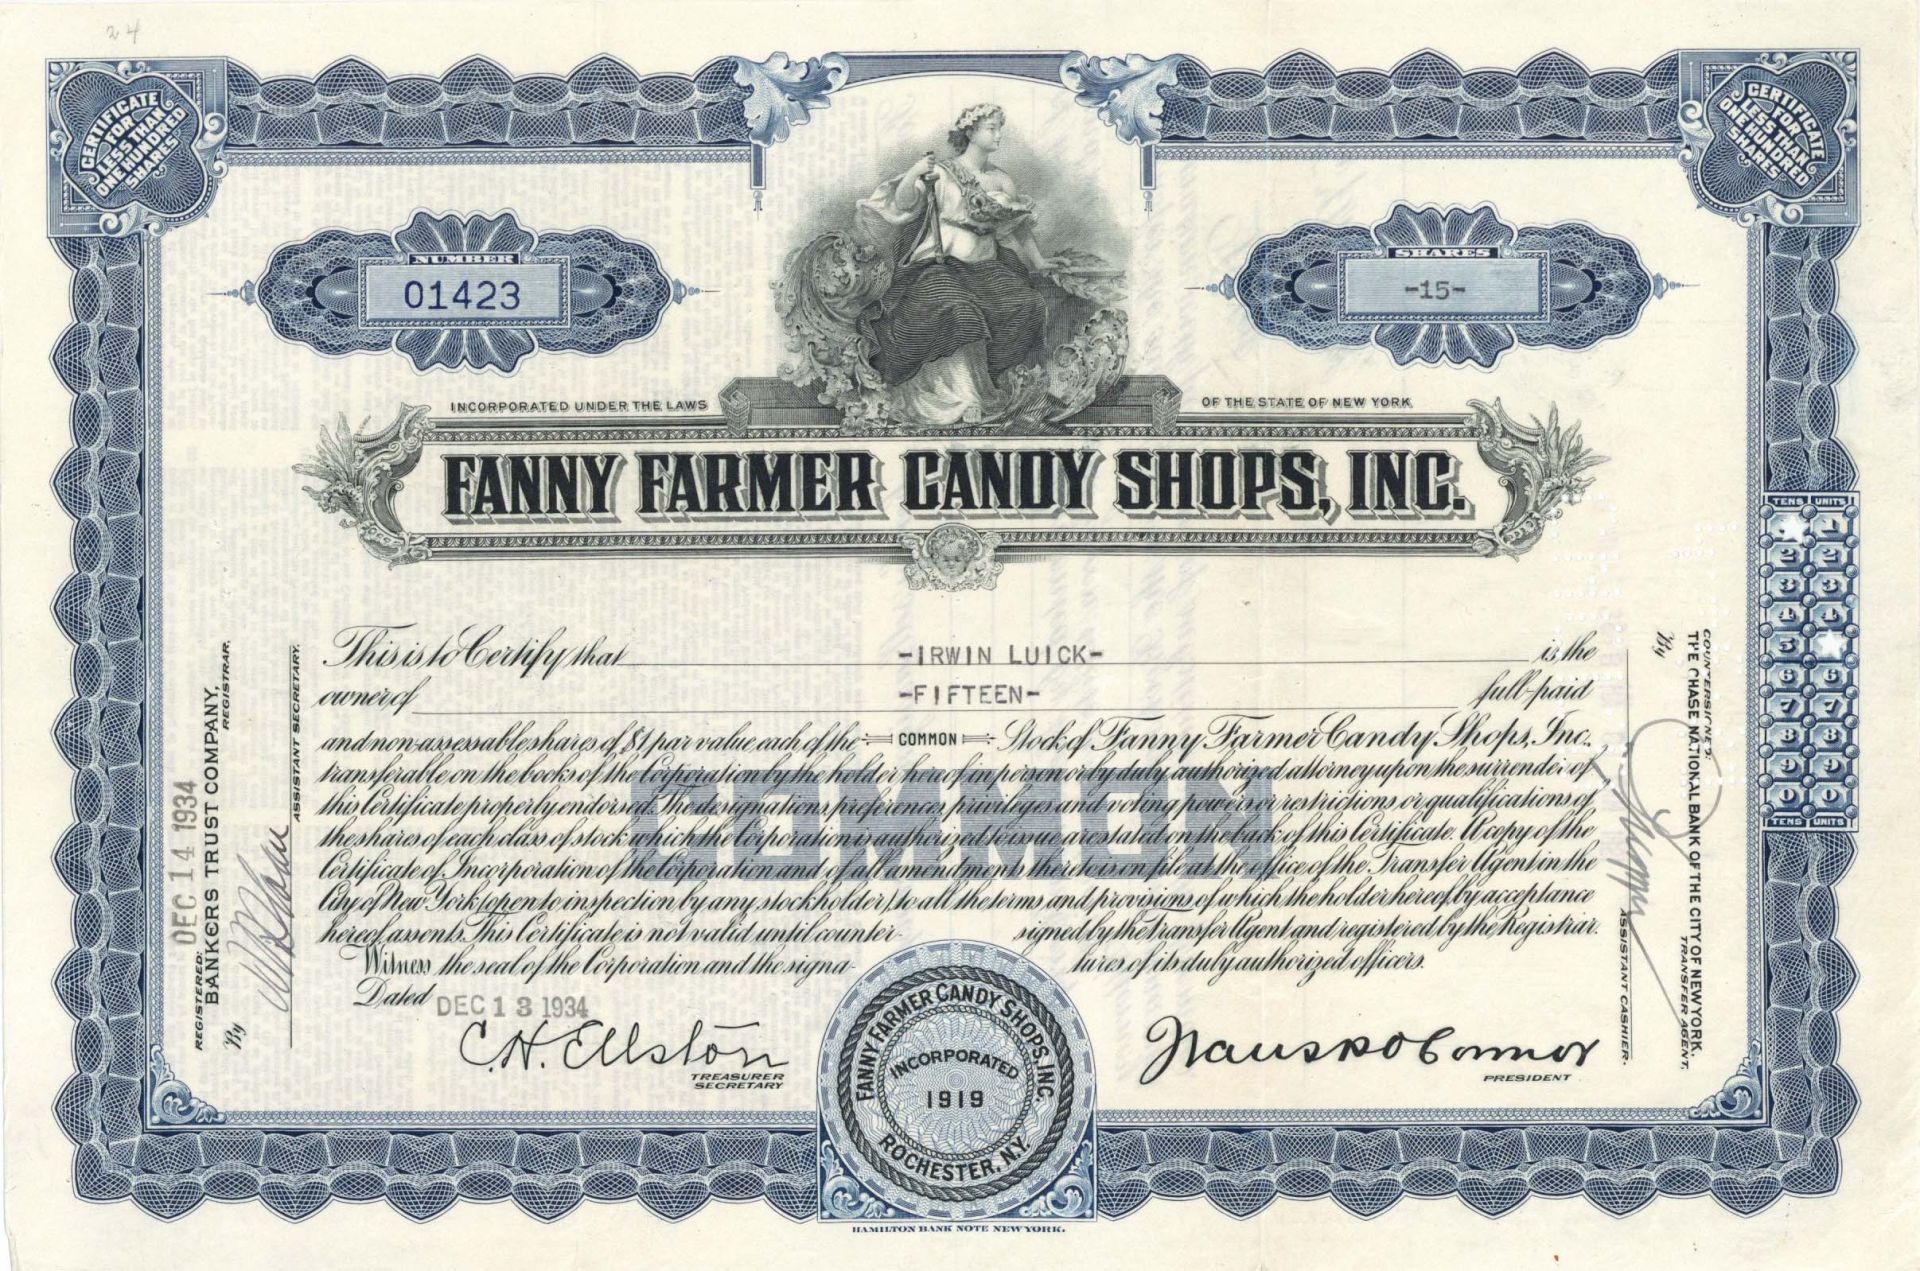 24
CERTIFICATE
FOR
LESS THAN
ONE HUNDRED
SHARES
CERTIFICATE
FOR
LESS THAN
ONE HUNDRED
SHARES
NUMBER
01423
SHARES
-15-
INCORPORATED UNDER THE LAWS
OF THE STATE OF NEW YORK
FANNY FARMER CANDY SHOPS, INC.
This is to Certify that -IRWIN LUICK- is the
owner of -FIFTEEN- full-paid
and non-assessable shares of $1 par value each of the COMMON Stock of Fanny Farmer Candy Shops, Inc.,
transferable on the books of the Corporation by the holder hereof in person or by duly authorized attorney upon the surrender of
this Certificate properly endorsed. The designations, preferences, privileges and voting powers or restrictions or qualifications of
the shares of each class of stock which the Corporation is authorized to issue are stated on the back of this Certificate. A copy of the
Certificate of Incorporation of the Corporation and of all amendments thereto is on file at the office of the Transfer Agent in the
City of New York (open to inspection by any stockholder) to all the terms and provisions of which the holder hereof, by acceptance
hereof, assents. This Certificate is not valid until counter-signed by the Transfer Agent and registered by the Registrar.
Witness the seal of the Corporation and the signa-tures of its duly authorized officers.
COMMON
Dated DEC 13 1934
C. H. Ellston
TREASURER
SECRETARY
PRESIDENT
FANNY FARMER CANDY SHOPS, INC.
INCORPORATED
1919
ROCHESTER, N.Y.
HAMILTON BANK NOTE NEW YORK.
REGISTERED: DEC 14 1934
BANKERS TRUST COMPANY,
REGISTRAR.
By
ASSISTANT SECRETARY.
COUNTERSIGNED:
THE CHASE NATIONAL BANK OF THE CITY OF NEW YORK,
TRANSFER AGENT.
By
ASSISTANT CASHIER.
TENS UNITS
1
2 2
3 3
4 4
5
6 6
7 7
8 8
9 9
0 0
TENS UNITS